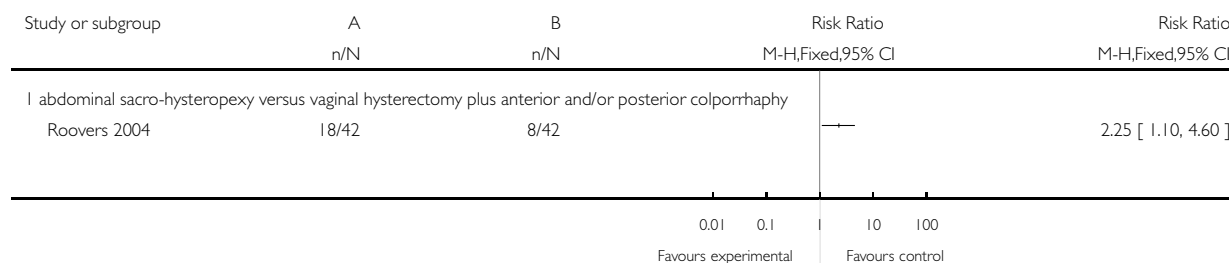 Study or subgroup A B Risk Ratio Risk Ratio
n/N n/N M-H,Fixed,95% CI M-H,Fixed,95% CI
1 abdominal sacro-hysteropexy versus vaginal hysterectomy plus anterior and/or posterior colporrhaphy
Roovers 2004 18/42 8/42 2.25 [ 1.10, 4.60 ]
0.01 0.1 1 10 100
Favours experimental Favours control